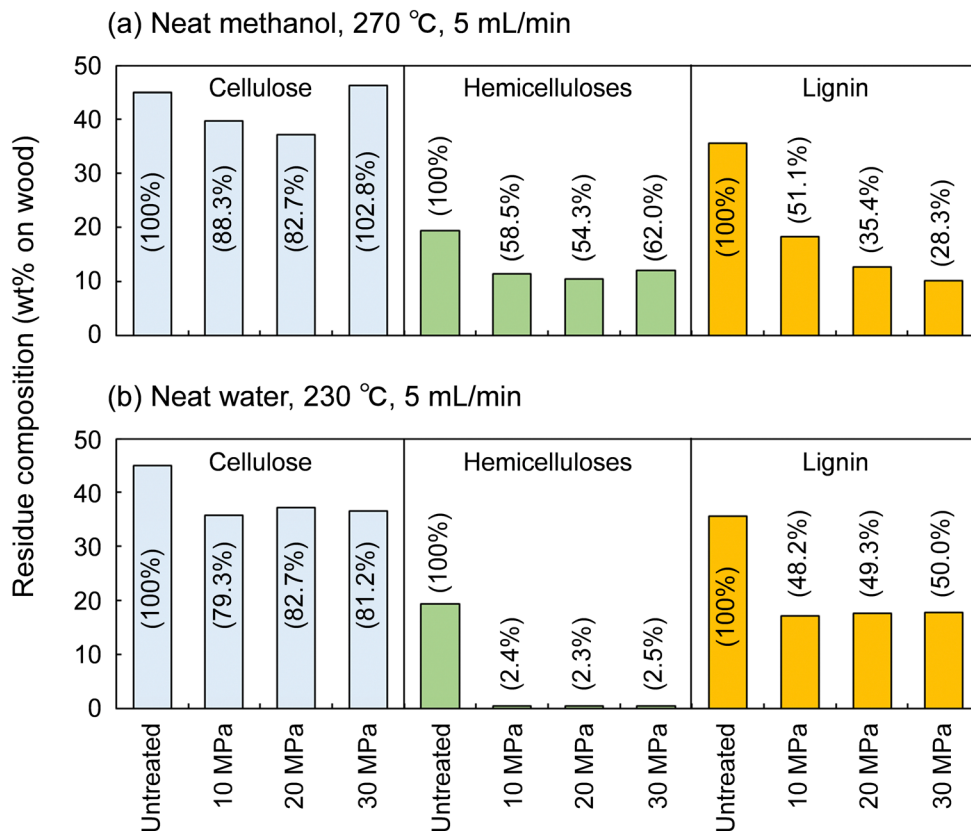 (a) Neat methanol, 270 ℃, 5 mL/min
Residue composition (wt% on wood)
50
40
30
20
10
0
Cellulose
(100%)
(88.3%)
(82.7%)
(102.8%)
Hemicelluloses
(100%)
(58.5%)
(54.3%)
(62.0%)
Lignin
(100%)
(51.1%)
(35.4%)
(28.3%)
(b) Neat water, 230 ℃, 5 mL/min
50
40
30
20
10
0
Cellulose
(100%)
(79.3%)
(82.7%)
(81.2%)
Hemicelluloses
(100%)
(2.4%)
(2.3%)
(2.5%)
Lignin
(100%)
(48.2%)
(49.3%)
(50.0%)
Untreated
10 MPa
20 MPa
30 MPa
Untreated
10 MPa
20 MPa
30 MPa
Untreated
10 MPa
20 MPa
30 MPa